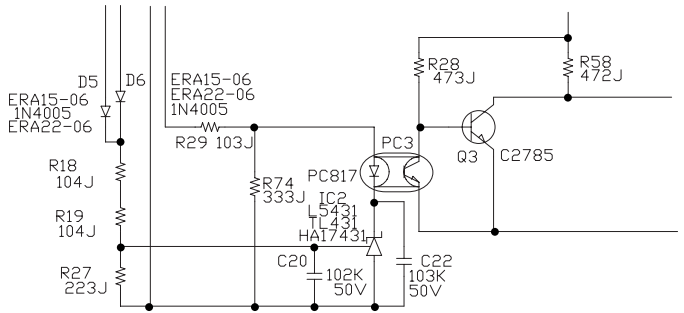 D5
D6
ERA15-06
ERA22-06
1N4005
ERA15-06
1N4005
ERA22-06
R28
473J
R58
472J
R29 103J
PC3
Q3
C2785
R18
104J
R74
333J
PC817
IC2
L5431
TL431
HA17431
R19
104J
R27
223J
C20
102K
50V
C22
103K
50V